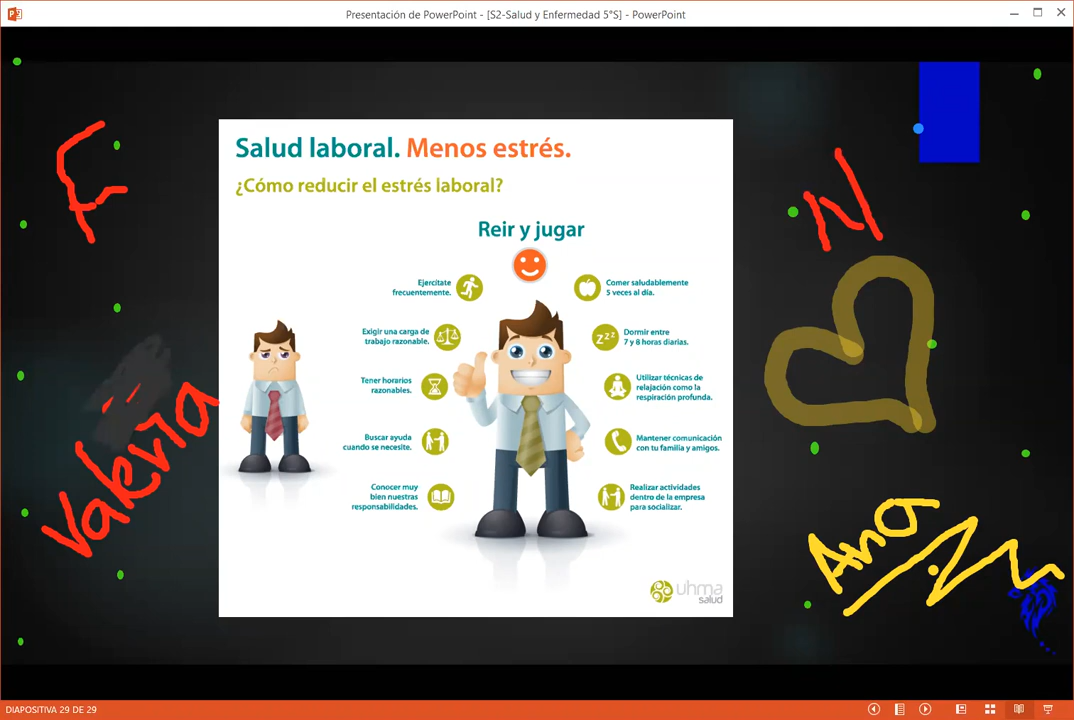 Presentación de PowerPoint - [S2-Salud y Enfermedad 5°S] - PowerPoint
F
N
Salud laboral. Menos estrés.
¿Cómo reducir el estrés laboral?
Reir y jugar
Ejercítate
frecuentemente.
Comer saludablemente
5 veces al día.
Exigir una carga de
trabajo razonable.
zzz
Dormir entre
7 y 8 horas diarias.
Tener horarios
razonables.
Utilizar técnicas de
relajación como la
respiración profunda.
Buscar ayuda
cuando se necesite.
Mantener comunicación
con tu familia y amigos.
Conocer muy
bien nuestras
responsabilidades.
Realizar actividades
dentro de la empresa
para socializar.
Valeria
Ana
uhma
salud
DIAPOSITIVA 29 DE 29